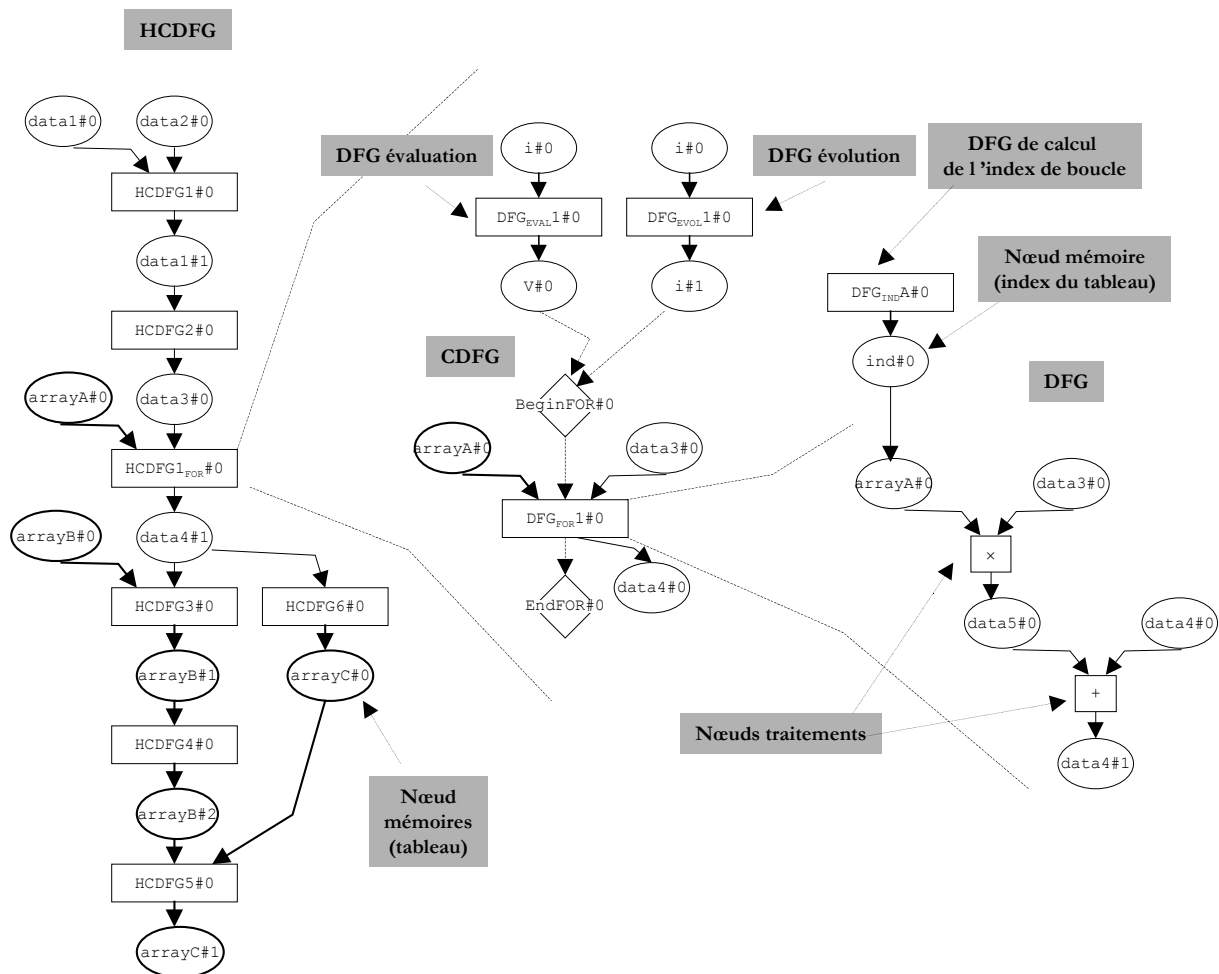 HCDFG
data1#0
data2#0
HCDFG1#0
data1#1
HCDFG2#0
arrayA#0
data3#0
HCDFG1FOR#0
arrayB#0
data4#1
HCDFG3#0
HCDFG6#0
arrayB#1
arrayC#0
HCDFG4#0
arrayB#2
HCDFG5#0
arrayC#1
Nœud
mémoires
(tableau)
DFG évaluation
i#0
i#0
DFG évolution
DFGEVAL1#0
DFGEVOL1#0
V#0
i#1
CDFG
BeginFOR#0
arrayA#0
data3#0
DFGFOR1#0
data4#0
EndFOR#0
DFG de calcul
de l ’index de boucle
Nœud mémoire
(index du tableau)
DFGINDA#0
ind#0
DFG
arrayA#0
data3#0
×
data5#0
data4#0
+
Nœuds traitements
data4#1